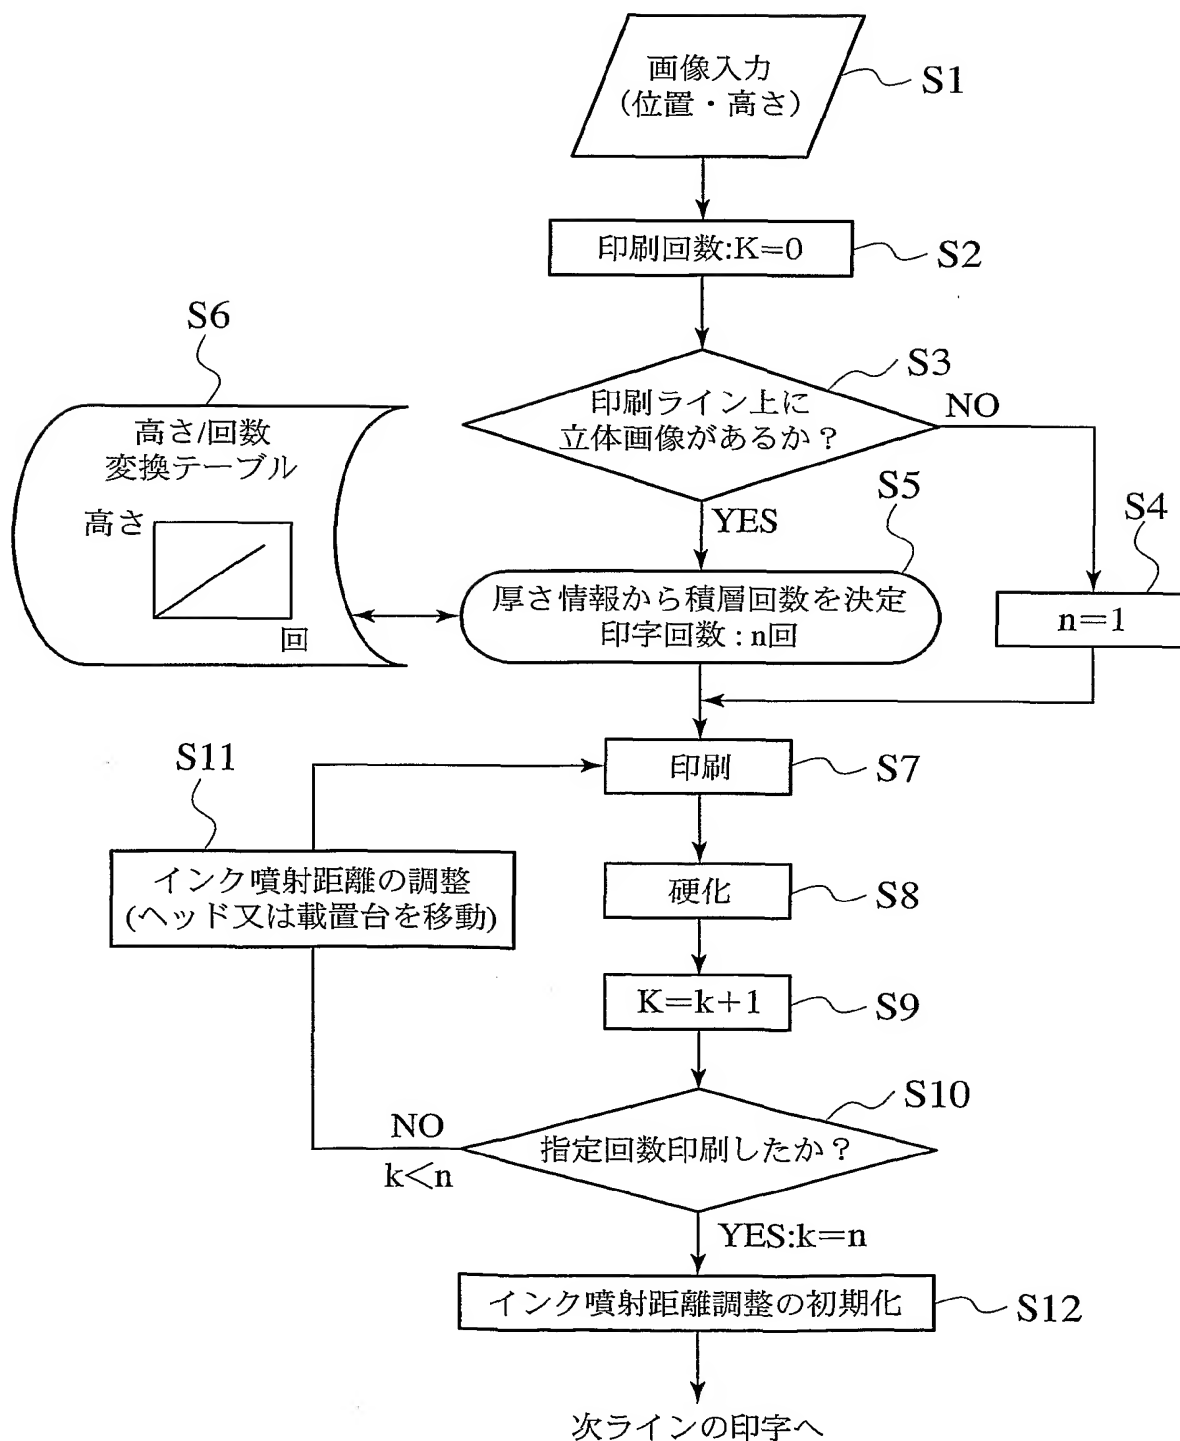 画像入力
(位置・高さ)
S1
印刷回数:K=0
S2
S6
S3
印刷ライン上に
立体画像があるか?
NO
高さ/回数
変換テーブル
高さ
回
YES
S5
S4
厚さ情報から積層回数を決定
印字回数:n回
n=1
S11
印刷
S7
インク噴射距離の調整
(ヘッド又は載置台を移動)
硬化
S8
K=k+1
S9
S10
NO
指定回数印刷したか?
k<n
YES:k=n
インク噴射距離調整の初期化
S12
次ラインの印字へ